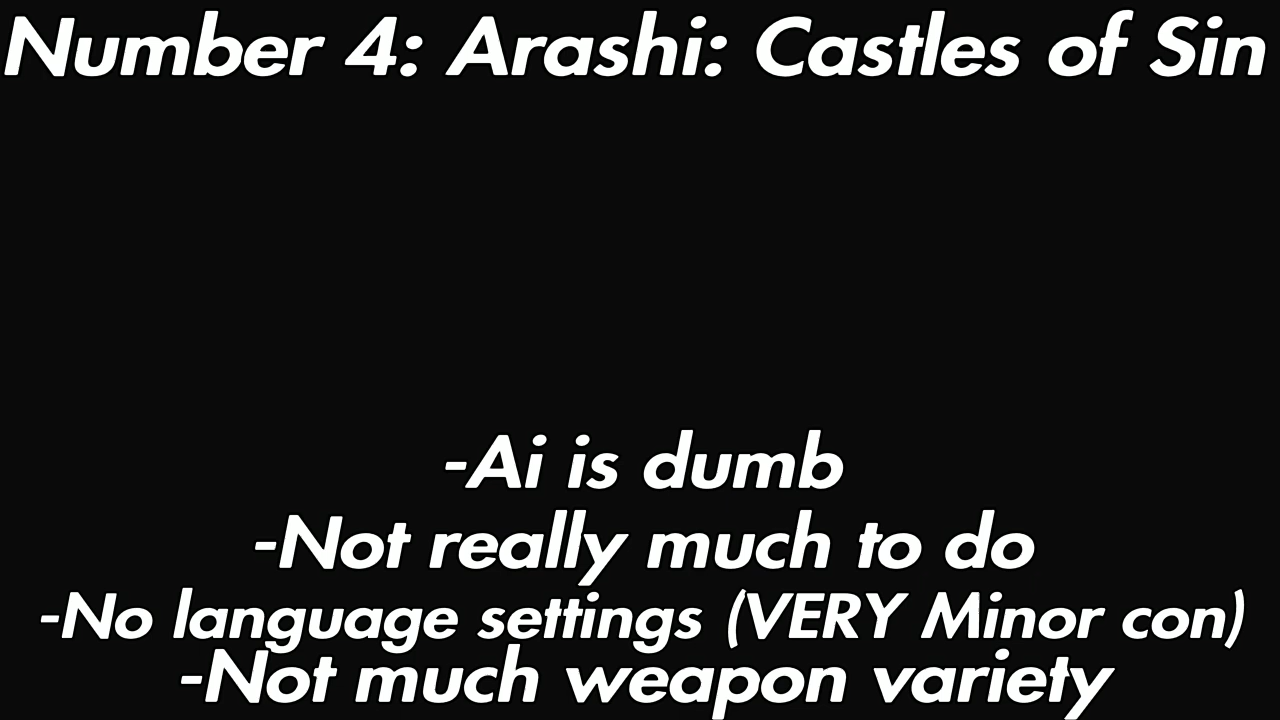 Number 4: Arashi: Castles of Sin
-Ai is dumb
-Not really much to do
-No language settings (VERY Minor con)
-Not much weapon variety